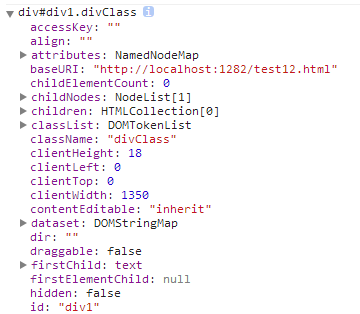 div#div1.divClass
accessKey: ""
align: ""
attributes: NamedNodeMap
baseURI: "http://localhost:1282/test12.html"
childElementCount: 0
childNodes: NodeList[1]
children: HTMLCollection[0]
classList: DOMTokenList
className: "divClass"
clientHeight: 18
clientLeft: 0
clientTop: 0
clientWidth: 1350
contentEditable: "inherit"
dataset: DOMStringMap
dir: ""
draggable: false
firstChild: text
firstElementChild: null
hidden: false
id: "div1"